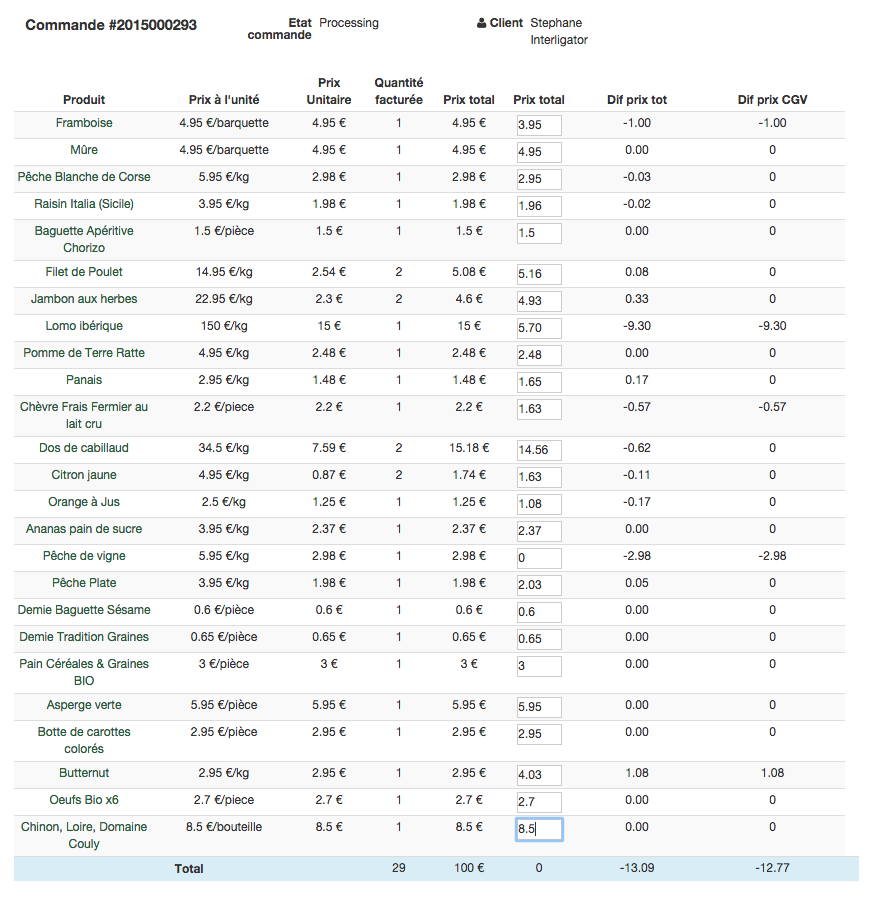 Commande #2015000293
Etat commande Processing
Client Stephane Interligator
Produit Prix à l'unité Prix Unitaire Quantité facturée Prix total Prix total Dif prix tot Dif prix CGV
Framboise 4.95 €/barquette 4.95 € 1 4.95 € 3.95 -1.00 -1.00
Mûre 4.95 €/barquette 4.95 € 1 4.95 € 4.95 0.00 0
Pêche Blanche de Corse 5.95 €/kg 2.98 € 1 2.98 € 2.95 -0.03 0
Raisin Italia (Sicile) 3.95 €/kg 1.98 € 1 1.98 € 1.96 -0.02 0
Baguette Apéritive Chorizo 1.5 €/pièce 1.5 € 1 1.5 € 1.5 0.00 0
Filet de Poulet 14.95 €/kg 2.54 € 2 5.08 € 5.16 0.08 0
Jambon aux herbes 22.95 €/kg 2.3 € 2 4.6 € 4.93 0.33 0
Lomo ibérique 150 €/kg 15 € 1 15 € 5.70 -9.30 -9.30
Pomme de Terre Ratte 4.95 €/kg 2.48 € 1 2.48 € 2.48 0.00 0
Panais 2.95 €/kg 1.48 € 1 1.48 € 1.65 0.17 0
Chèvre Frais Fermier au lait cru 2.2 €/piece 2.2 € 1 2.2 € 1.63 -0.57 -0.57
Dos de cabillaud 34.5 €/kg 7.59 € 2 15.18 € 14.56 -0.62 0
Citron jaune 4.95 €/kg 0.87 € 2 1.74 € 1.63 -0.11 0
Orange à Jus 2.5 €/kg 1.25 € 1 1.25 € 1.08 -0.17 0
Ananas pain de sucre 3.95 €/kg 2.37 € 1 2.37 € 2.37 0.00 0
Pêche de vigne 5.95 €/kg 2.98 € 1 2.98 € 0 -2.98 -2.98
Pêche Plate 3.95 €/kg 1.98 € 1 1.98 € 2.03 0.05 0
Demie Baguette Sésame 0.6 €/pièce 0.6 € 1 0.6 € 0.6 0.00 0
Demie Tradition Graines 0.65 €/pièce 0.65 € 1 0.65 € 0.65 0.00 0
Pain Céréales & Graines BIO 3 €/pièce 3 € 1 3 € 3 0.00 0
Asperge verte 5.95 €/pièce 5.95 € 1 5.95 € 5.95 0.00 0
Botte de carottes colorés 2.95 €/pièce 2.95 € 1 2.95 € 2.95 0.00 0
Butternut 2.95 €/kg 2.95 € 1 2.95 € 4.03 1.08 1.08
Oeufs Bio x6 2.7 €/piece 2.7 € 1 2.7 € 2.7 0.00 0
Chinon, Loire, Domaine Couly 8.5 €/bouteille 8.5 € 1 8.5 € 8.5 0.00 0
Total 29 100 € 0 -13.09 -12.77